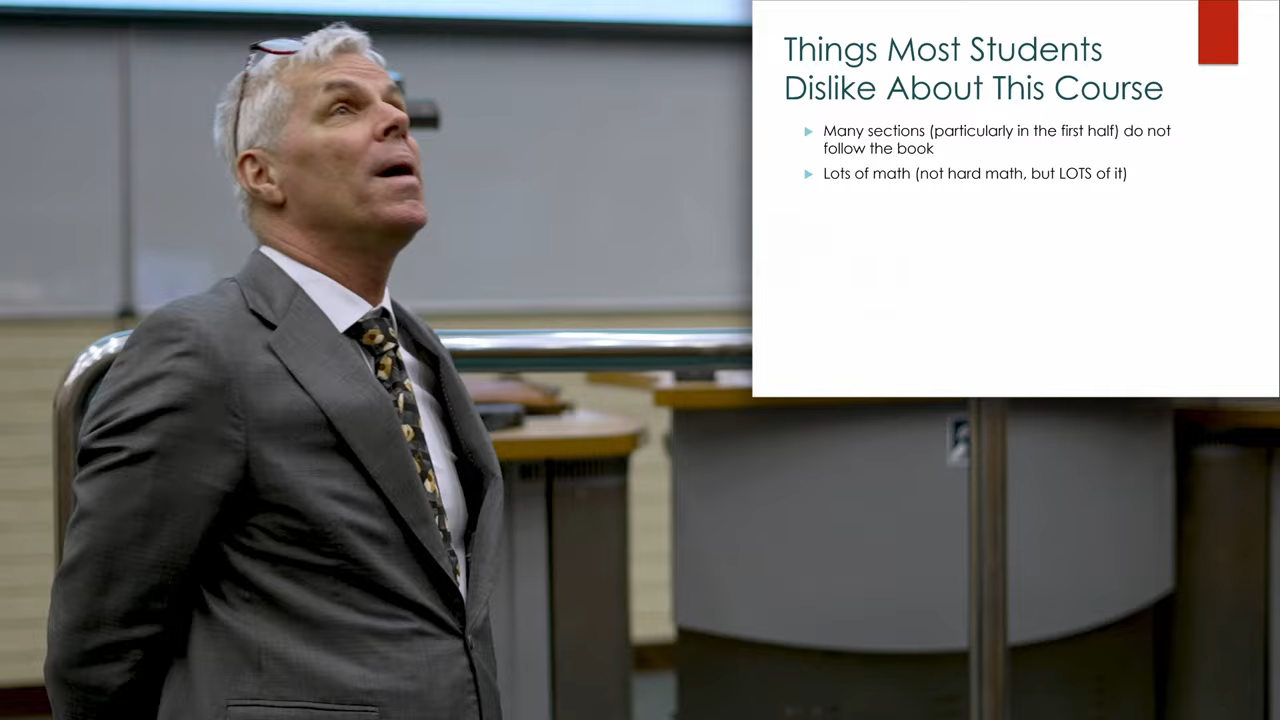 Things Most Students
Dislike About This Course
Many sections (particularly in the first half) do not
follow the book
Lots of math (not hard math, but LOTS of it)